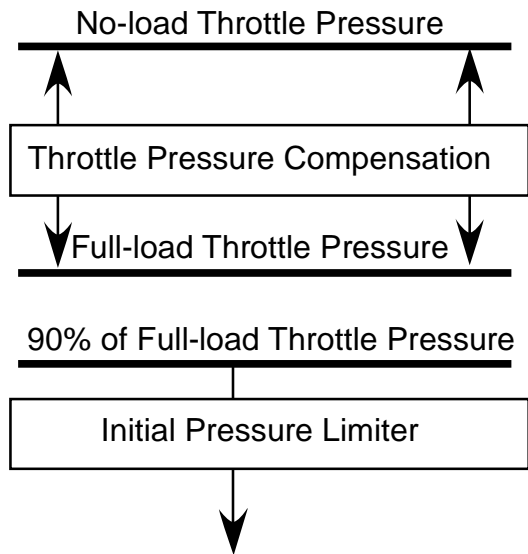 No-load Throttle Pressure
Throttle Pressure Compensation
Full-load Throttle Pressure
90% of Full-load Throttle Pressure
Initial Pressure Limiter